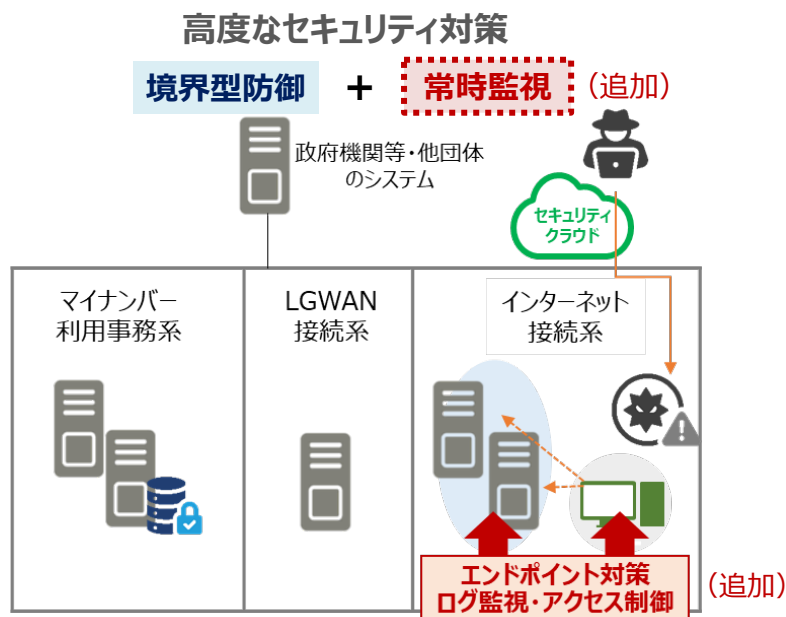 高度なセキュリティ対策
境界型防御 + 常時監視 (追加)
政府機関等・他団体
のシステム
セキュリティ
クラウド
マイナンバー
利用事務系
LGWAN
接続系
インターネット
接続系
エンドポイント対策
ログ監視・アクセス制御
(追加)